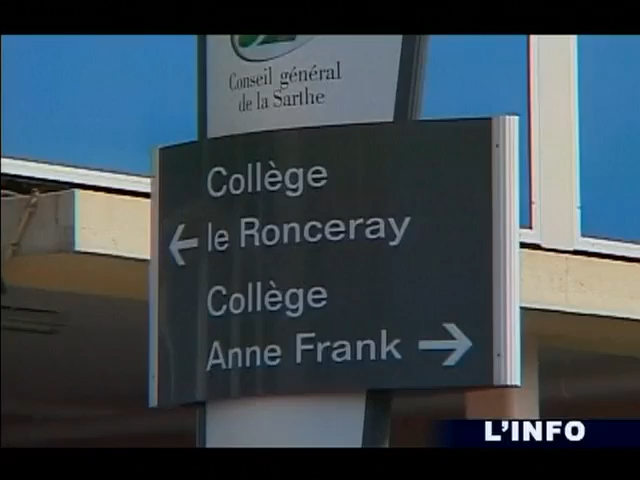 Conseil général
de la Sarthe
Collège
← le Ronceray
Collège
Anne Frank →
L'INFO